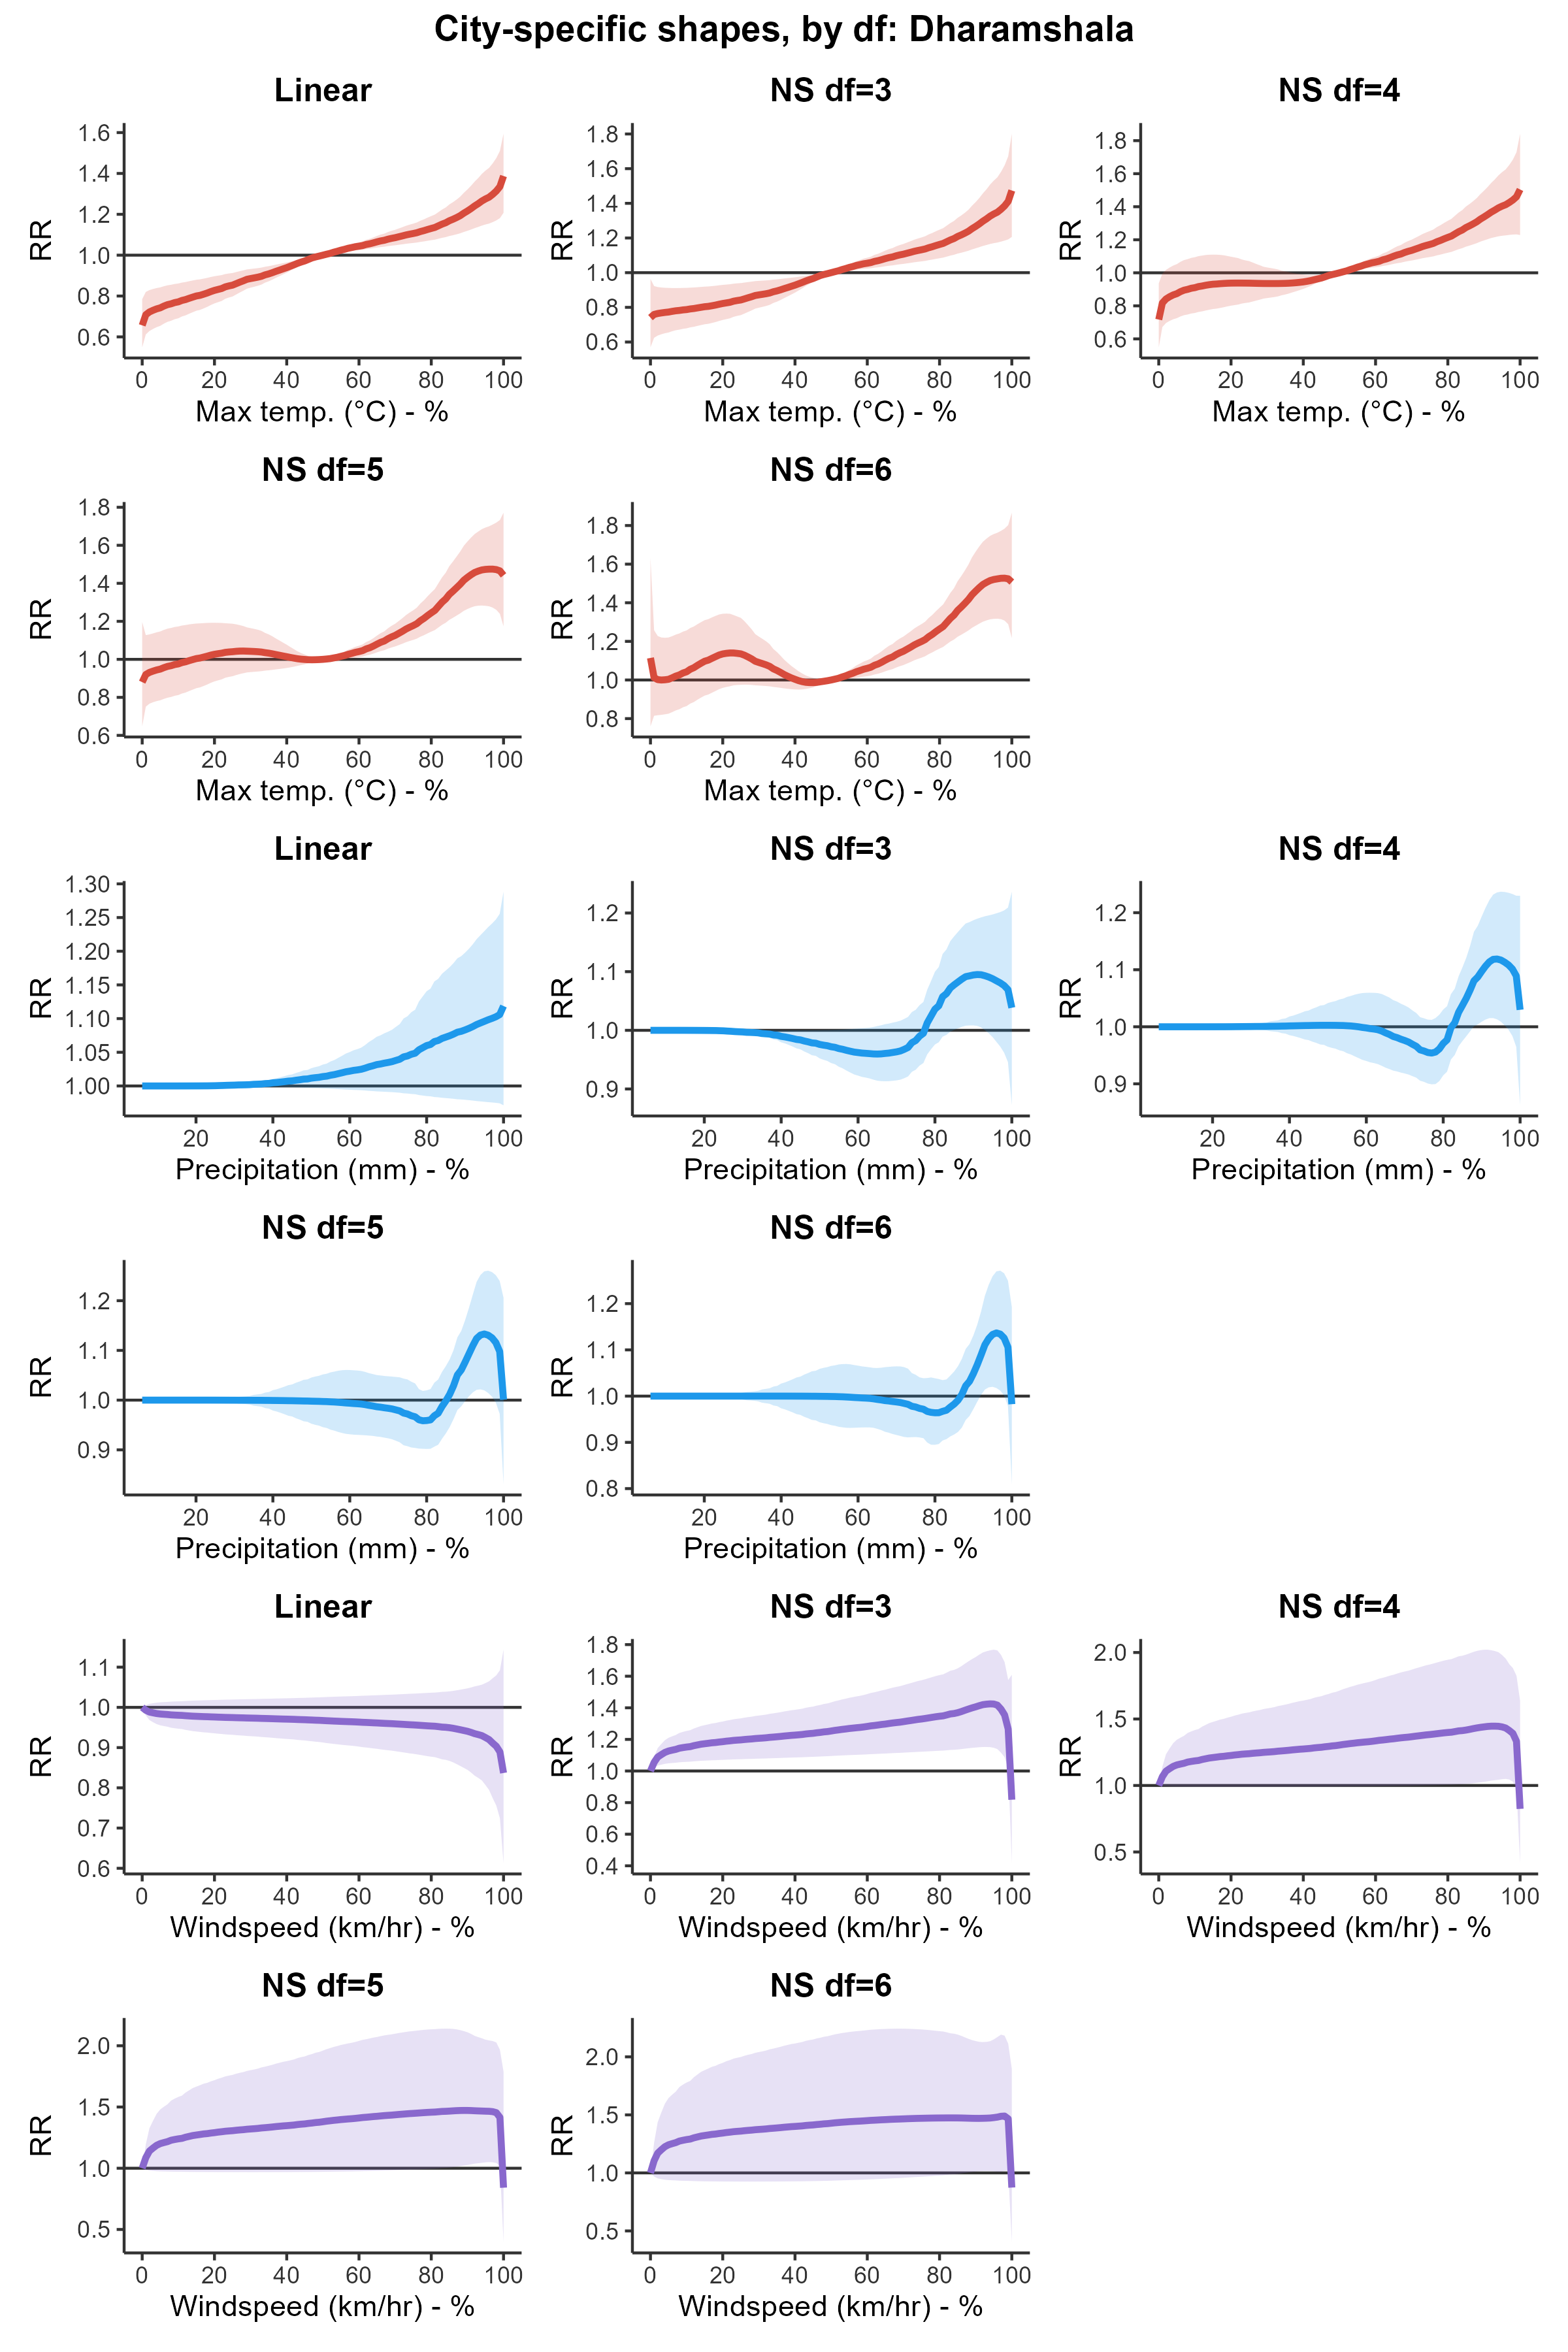 City-specific shapes, by df: Dharamshala
Linear
RR
1.6
1.4
1.2
1.0
0.8
0.6
0 20 40 60 80 100
Max temp. (°C) - %
NS df=3
RR
1.8
1.6
1.4
1.2
1.0
0.8
0.6
0 20 40 60 80 100
Max temp. (°C) - %
NS df=4
RR
1.8
1.6
1.4
1.2
1.0
0.8
0.6
0 20 40 60 80 100
Max temp. (°C) - %
NS df=5
RR
1.8
1.6
1.4
1.2
1.0
0.8
0.6
0 20 40 60 80 100
Max temp. (°C) - %
NS df=6
RR
1.8
1.6
1.4
1.2
1.0
0.8
0 20 40 60 80 100
Max temp. (°C) - %
Linear
RR
1.30
1.25
1.20
1.15
1.10
1.05
1.00
20 40 60 80 100
Precipitation (mm) - %
NS df=3
RR
1.2
1.1
1.0
0.9
20 40 60 80 100
Precipitation (mm) - %
NS df=4
RR
1.2
1.1
1.0
0.9
20 40 60 80 100
Precipitation (mm) - %
NS df=5
RR
1.2
1.1
1.0
0.9
20 40 60 80 100
Precipitation (mm) - %
NS df=6
RR
1.2
1.1
1.0
0.9
0.8
20 40 60 80 100
Precipitation (mm) - %
Linear
RR
1.1
1.0
0.9
0.8
0.7
0.6
0 20 40 60 80 100
Windspeed (km/hr) - %
NS df=3
RR
1.8
1.6
1.4
1.2
1.0
0.8
0.6
0.4
0 20 40 60 80 100
Windspeed (km/hr) - %
NS df=4
RR
2.0
1.5
1.0
0.5
0 20 40 60 80 100
Windspeed (km/hr) - %
NS df=5
RR
2.0
1.5
1.0
0.5
0 20 40 60 80 100
Windspeed (km/hr) - %
NS df=6
RR
2.0
1.5
1.0
0.5
0 20 40 60 80 100
Windspeed (km/hr) - %